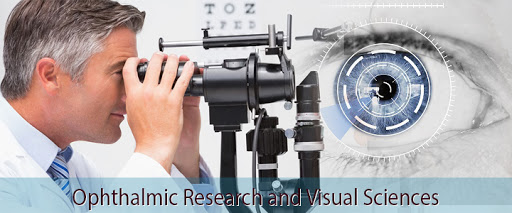 T O Z
L P E D
Ophthalmic Research and Visual Sciences